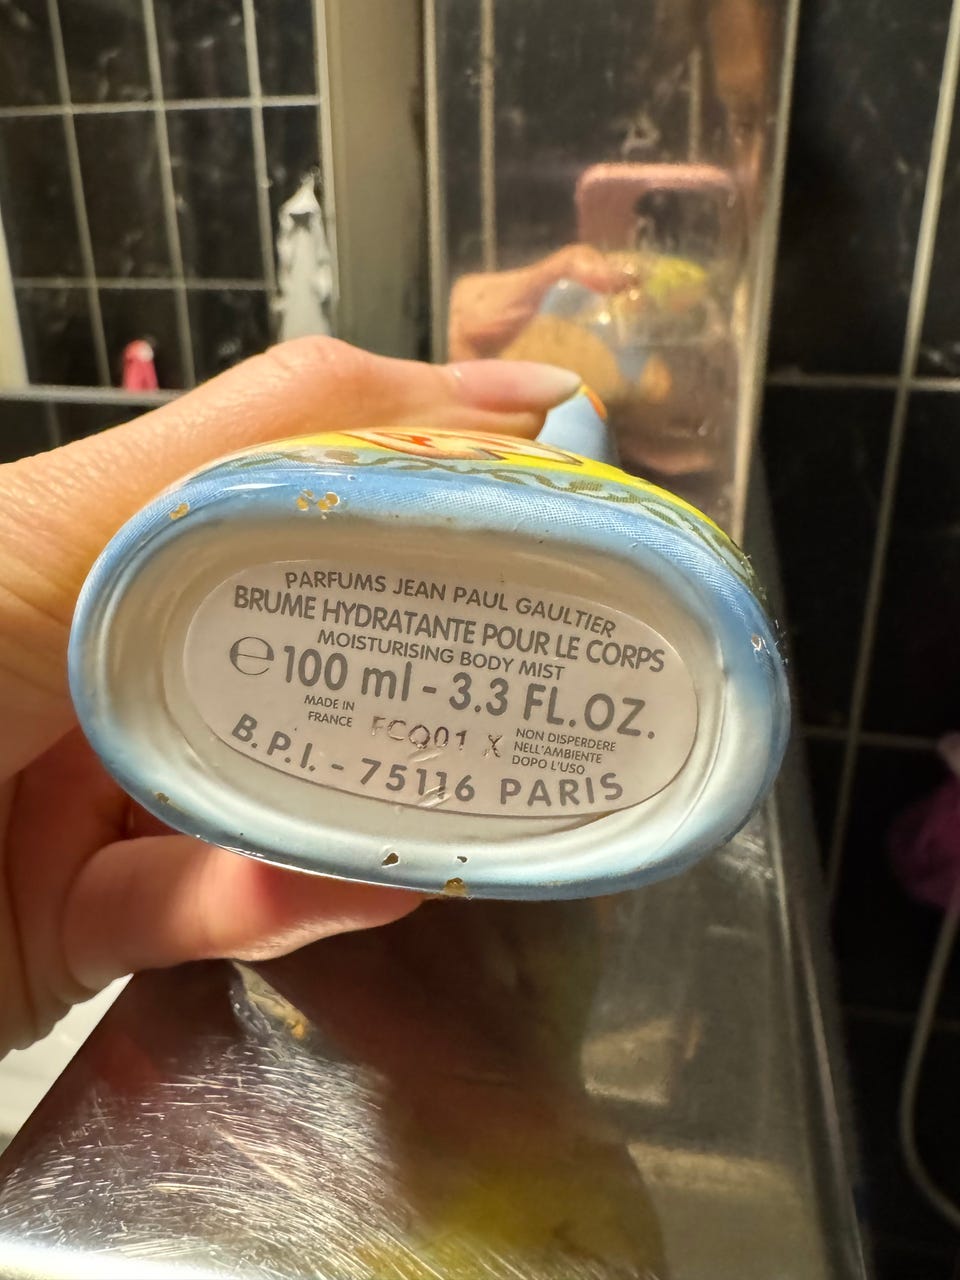 PARFUMS JEAN PAUL GAULTIER
BRUME HYDRATANTE POUR LE CORPS
MOISTURISING BODY MIST
℮ 100 ml - 3.3 FL.OZ.
MADE IN
FRANCE
FCQ01 X
NON DISPERDERE
NELL'AMBIENTE
DOPO L'USO
B.P.I. - 75116 PARIS